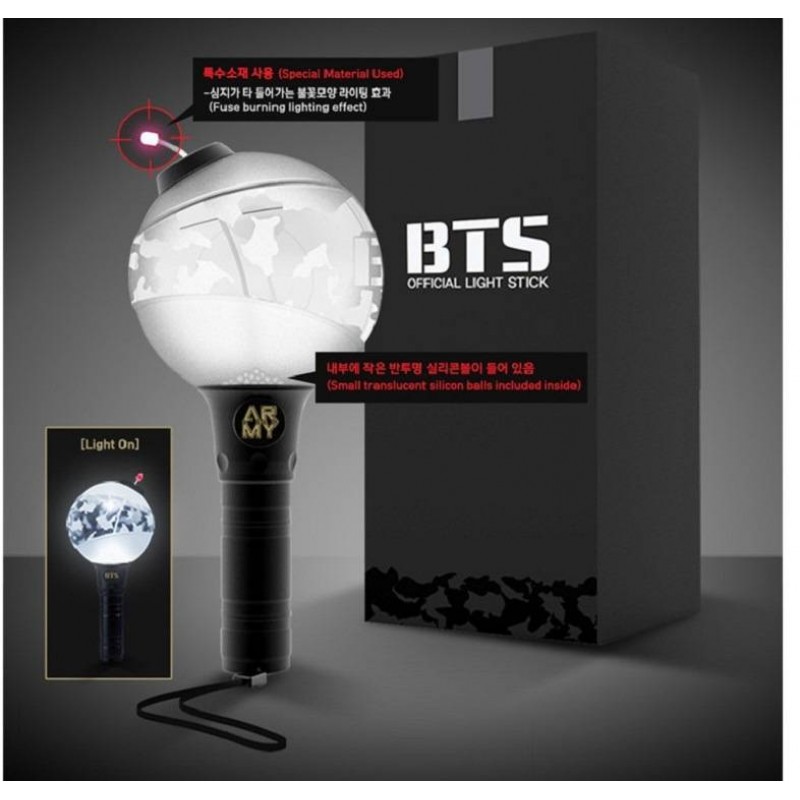 특수소재 사용 (Special Material Used)
-심지가 타 들어가는 불꽃모양 라이팅 효과
(Fuse burning lighting effect)
BTS
OFFICIAL LIGHT STICK
내부에 작은 반투명 실리콘볼이 들어 있음
(Small translucent silicon balls included inside)
AR
MY
[Light On]
BTS